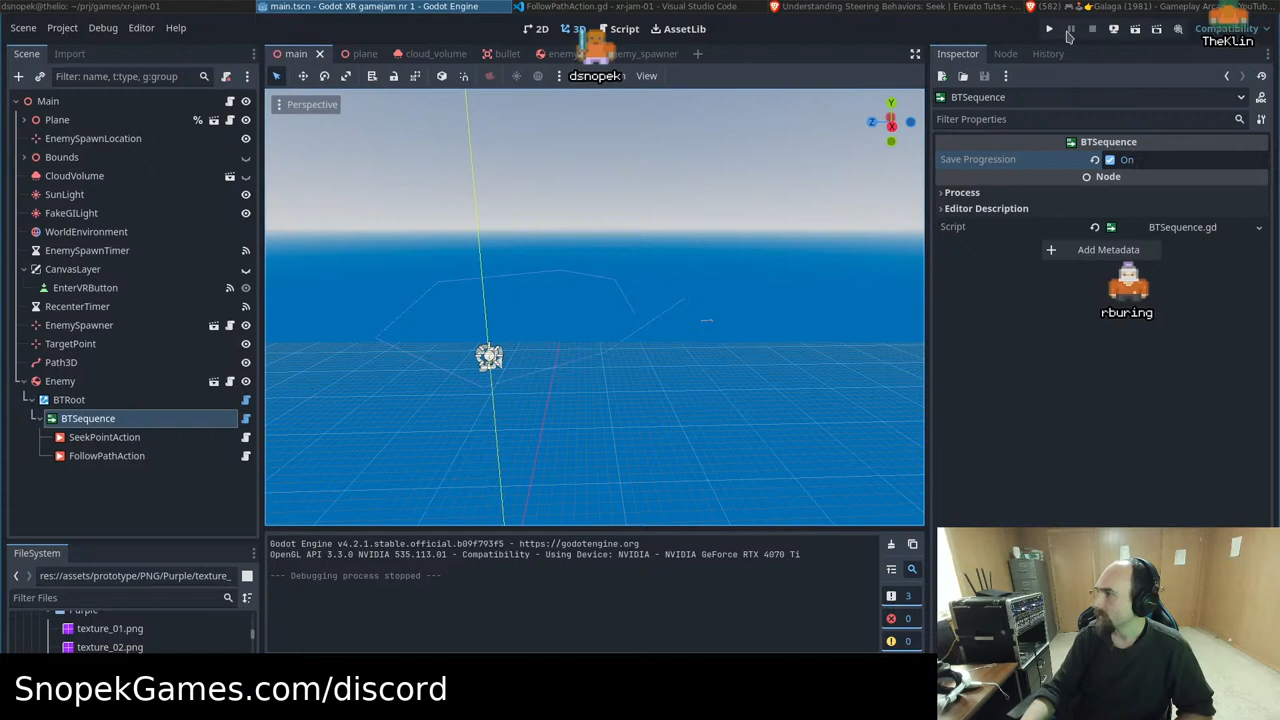 dsnopek@thelio: ~/prj/games/xr-jam-01
main.tscn - Godot XR gamejam nr 1 - Godot Engine
FollowPathAction.gd - xr-jam-01 - Visual Studio Code
Understanding Steering Behaviors: Seek | Envato Tuts+ -...
(582) Galaga (1981) - Gameplay Arcade YouTub...
Scene Project Debug Editor Help
2D 3D Script AssetLib
Compatibility
TheKlin
Scene Import
main plane cloud_volume bullet enemy_spawner
Inspector Node History
Filter: name, t:type, g:group
dsnopek
View
BTSequence
Filter Properties
Main
Plane
EnemySpawnLocation
Bounds
CloudVolume
SunLight
FakeGILight
WorldEnvironment
EnemySpawnTimer
CanvasLayer
EnterVRButton
RecenterTimer
EnemySpawner
TargetPoint
Path3D
Enemy
BTRoot
BTSequence
SeekPointAction
FollowPathAction
Perspective
Y
Z
X
BTSequence
Save Progression On
Node
Process
Editor Description
Script BTSequence.gd
Add Metadata
rburing
FileSystem
res://assets/prototype/PNG/Purple/texture_
Filter Files
Purple
texture_01.png
texture_02.png
Godot Engine v4.2.1.stable.official.b09f793f5 - https://godotengine.org
OpenGL API 3.3.0 NVIDIA 535.113.01 - Compatibility - Using Device: NVIDIA - NVIDIA GeForce RTX 4070 Ti
--- Debugging process stopped ---
3
0
0
SnopekGames.com/discord